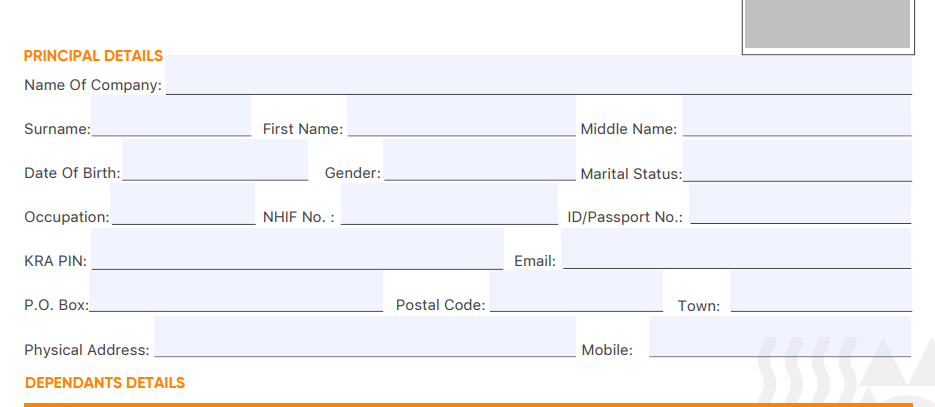 PRINCIPAL DETAILS
Name Of Company:
Surname: First Name: Middle Name:
Date Of Birth: Gender: Marital Status:
Occupation: NHIF No. : ID/Passport No.:
KRA PIN: Email:
P.O. Box: Postal Code: Town:
Physical Address: Mobile:
DEPENDANTS DETAILS